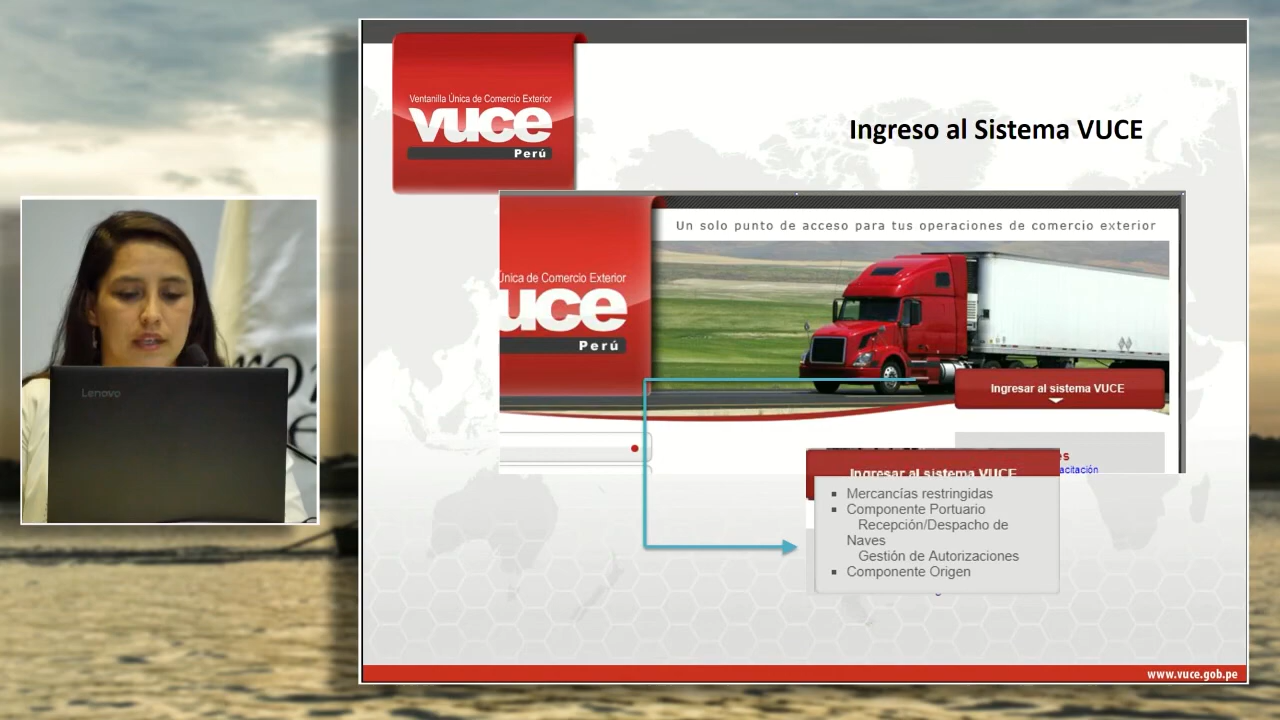 Ventanilla Única de Comercio Exterior
vuce
Perú
Ingreso al Sistema VUCE
Un solo punto de acceso para tus operaciones de comercio exterior
Única de Comercio Exterior
uce
Perú
Ingresar al sistema VUCE
acitación
Ingresar al sistema VUCE
Mercancías restringidas
Componente Portuario
Recepción/Despacho de
Naves
Gestión de Autorizaciones
Componente Origen
Lenovo
www.vuce.gob.pe